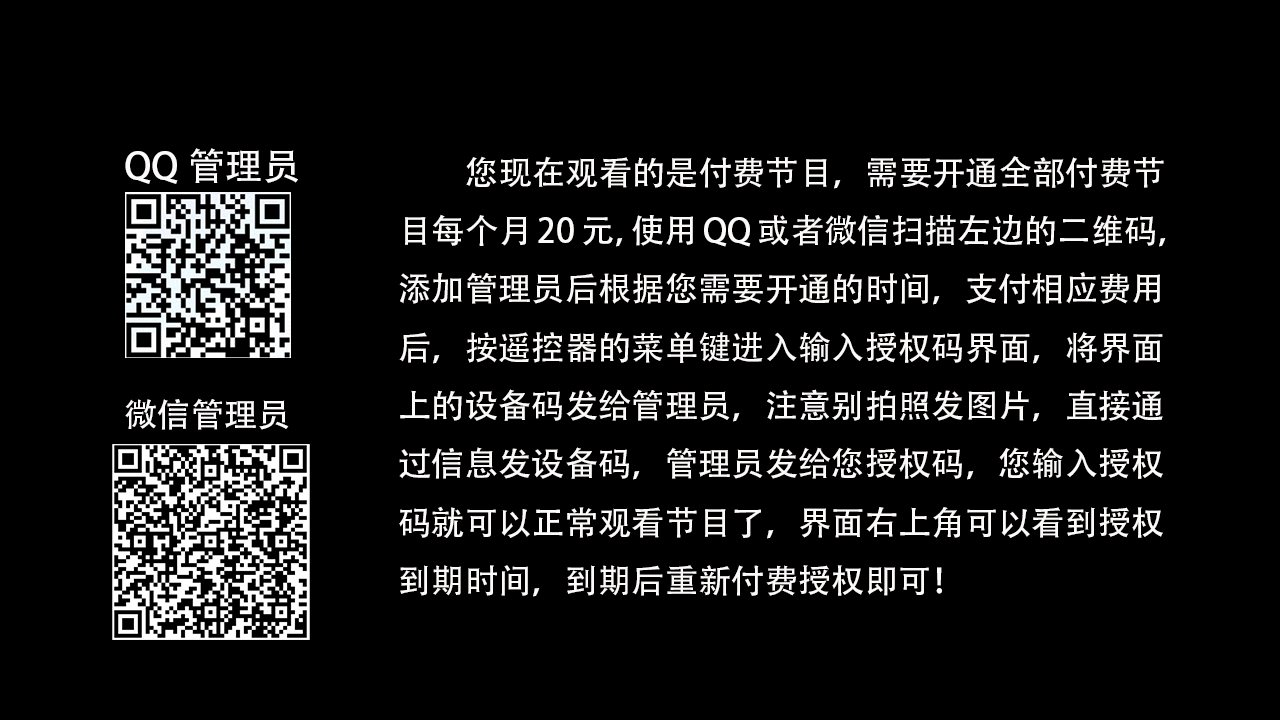 QQ 管理员
微信管理员
您现在观看的是付费节目，需要开通全部付费节
目每个月20元,使用QQ或者微信扫描左边的二维码,
添加管理员后根据您需要开通的时间，支付相应费用
后，按遥控器的菜单键进入输入授权码界面，将界面
上的设备码发给管理员，注意别拍照发图片，直接通
过信息发设备码，管理员发给您授权码，您输入授权
码就可以正常观看节目了，界面右上角可以看到授权
到期时间，到期后重新付费授权即可！